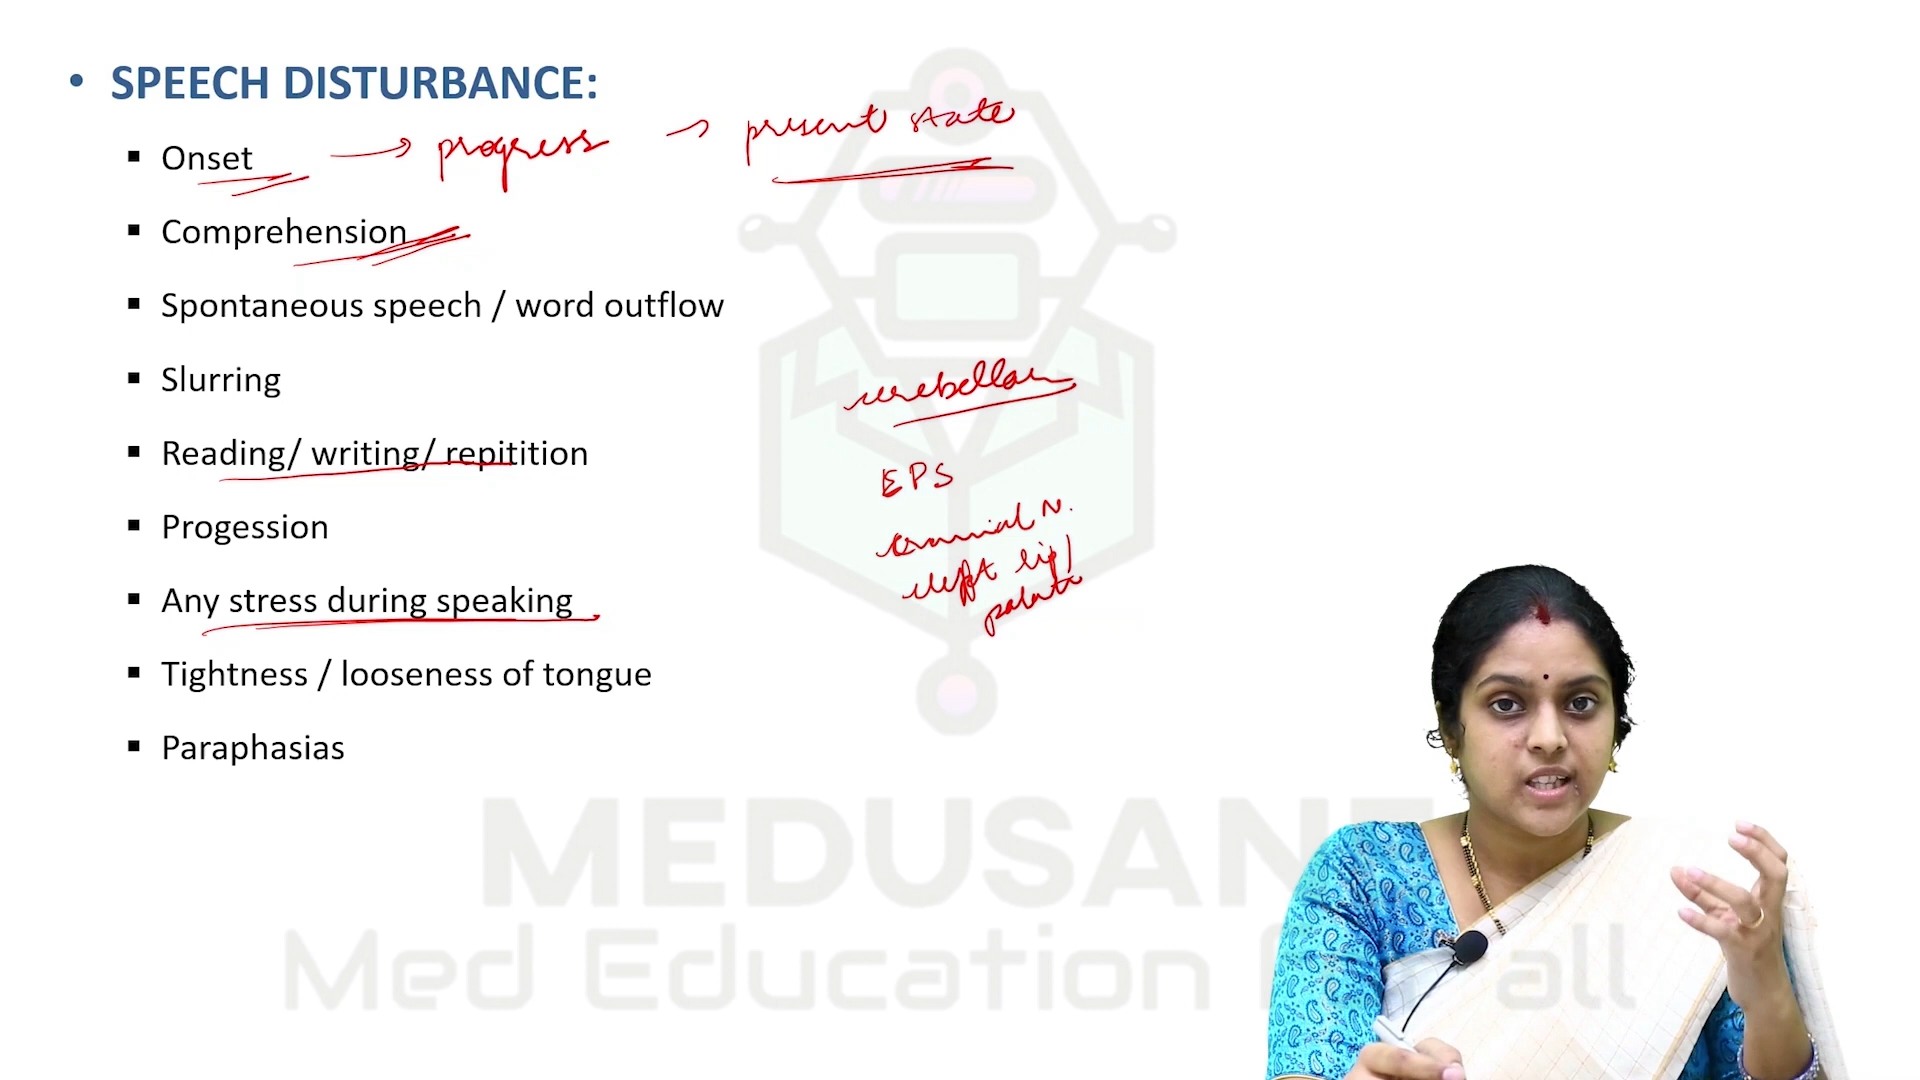 • SPEECH DISTURBANCE:
▪ Onset → progress → present state
▪ Comprehension
▪ Spontaneous speech / word outflow
▪ Slurring
cerebellar
▪ Reading/ writing/ repitition
EPS
▪ Progession
cranial N.
cleft lip/
palate
▪ Any stress during speaking
▪ Tightness / looseness of tongue
▪ Paraphasias
MEDUSAN
Med Education all